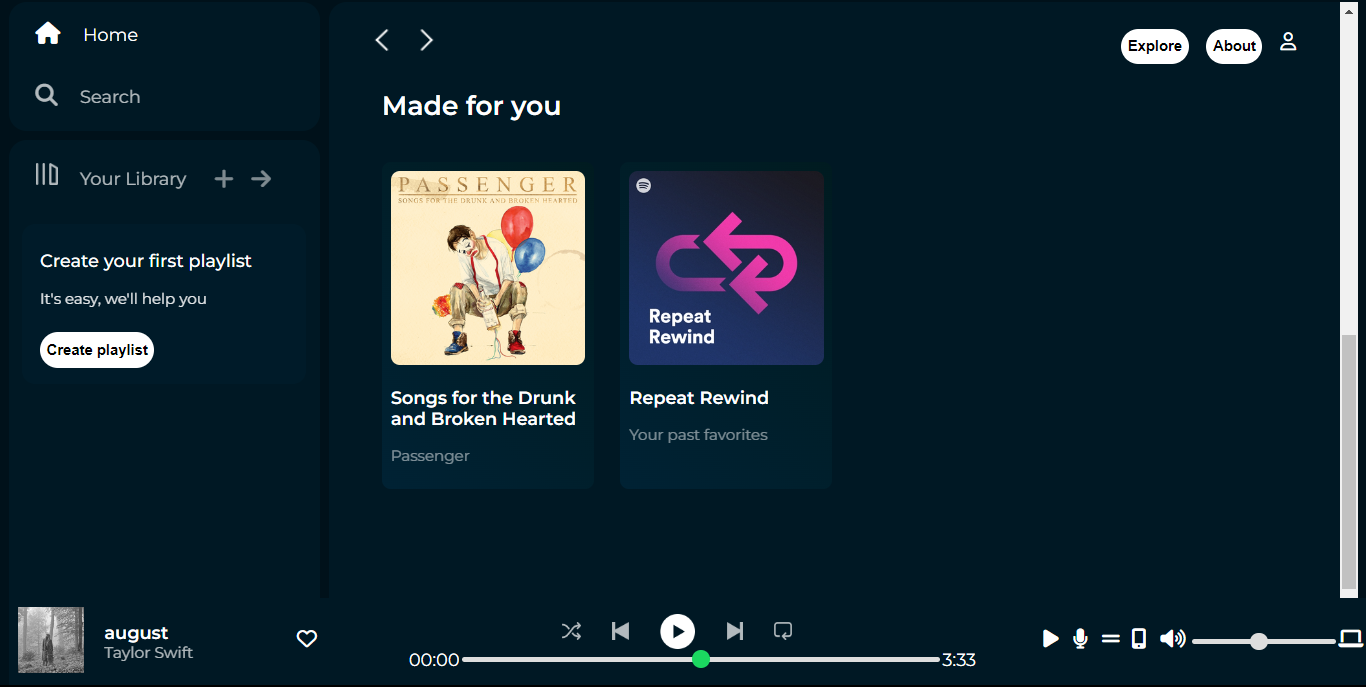 Home
Search
Your Library
Create your first playlist
It's easy, we'll help you
Create playlist
Explore
About
Made for you
PASSENGER
SONGS FOR THE DRUNK AND BROKEN HEARTED
Repeat
Rewind
Songs for the Drunk
and Broken Hearted
Passenger
Repeat Rewind
Your past favorites
august
Taylor Swift
00:00
3:33